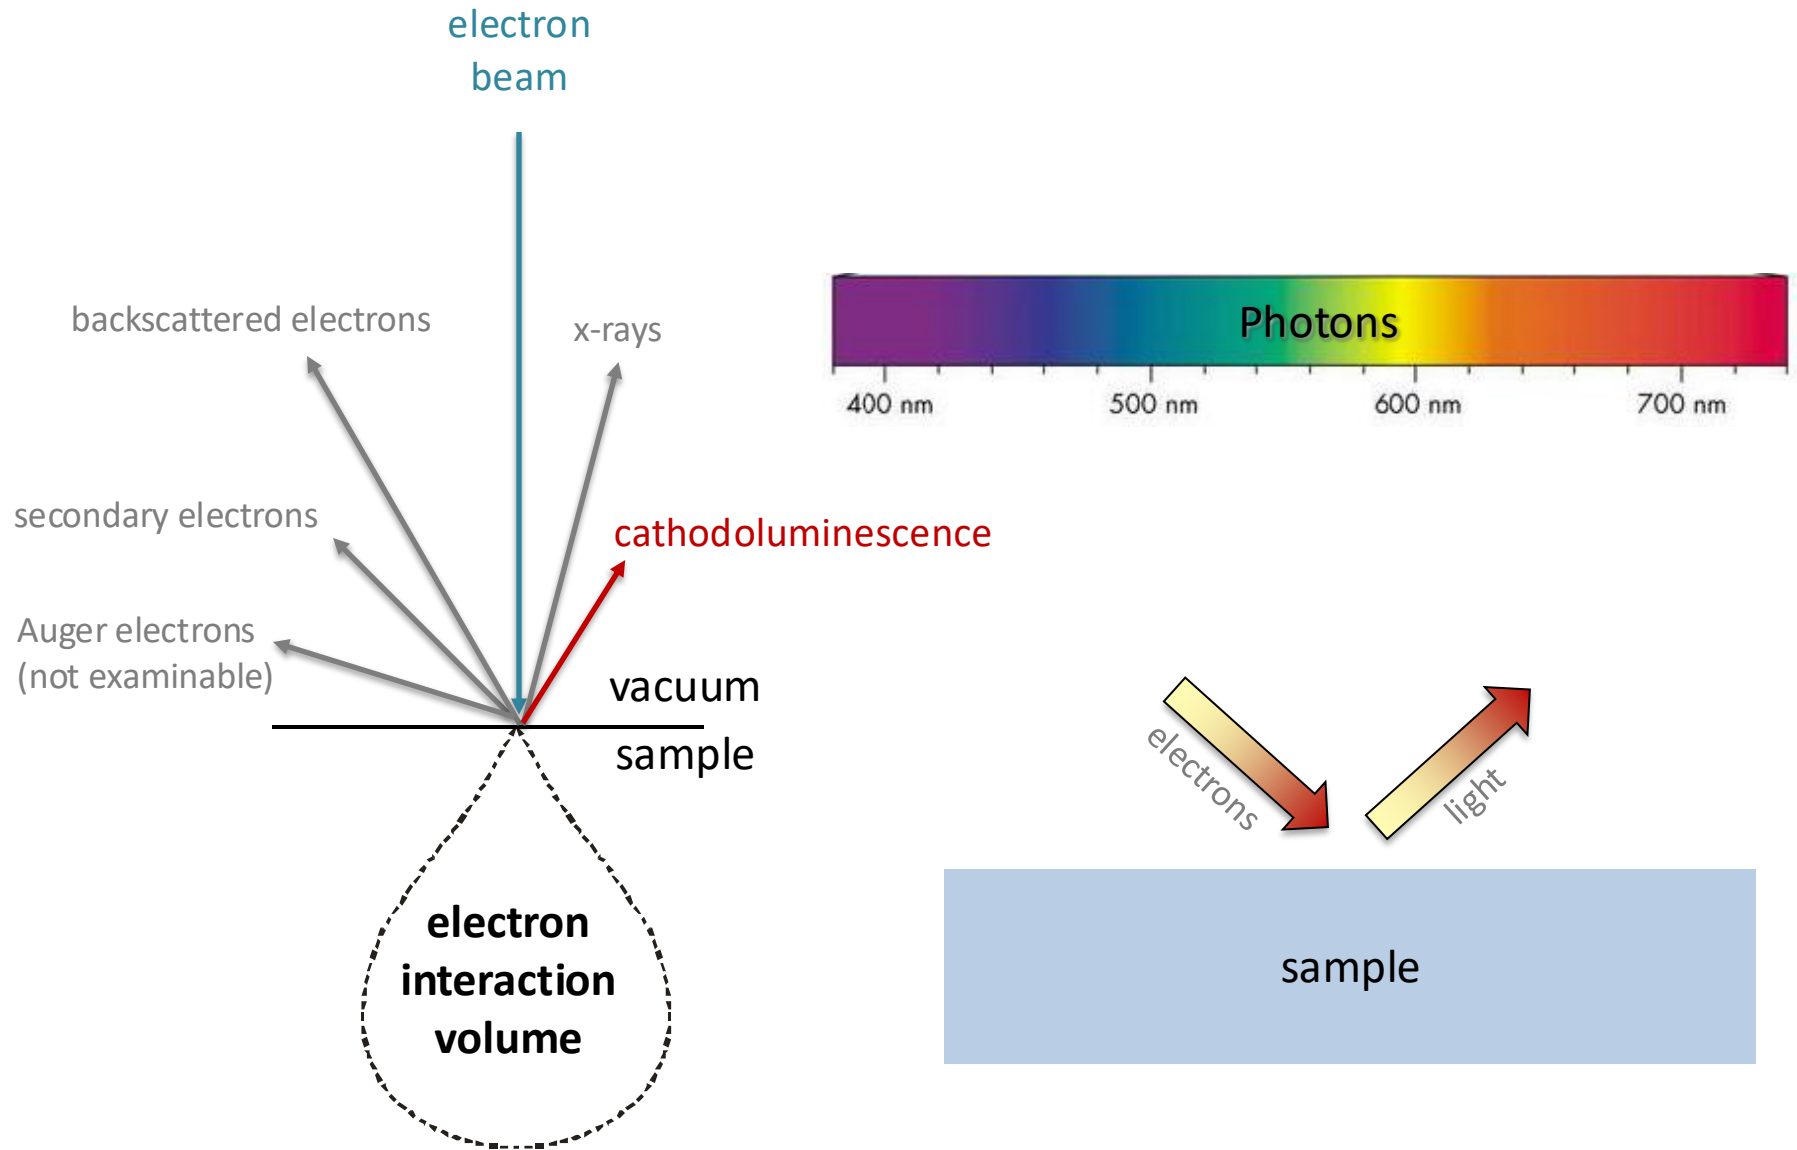 electron
beam
backscattered electrons
x-rays
Photons
400 nm
500 nm
600 nm
700 nm
secondary electrons
cathodoluminescence
Auger electrons
(not examinable)
vacuum
sample
electrons
light
electron
interaction
volume
sample